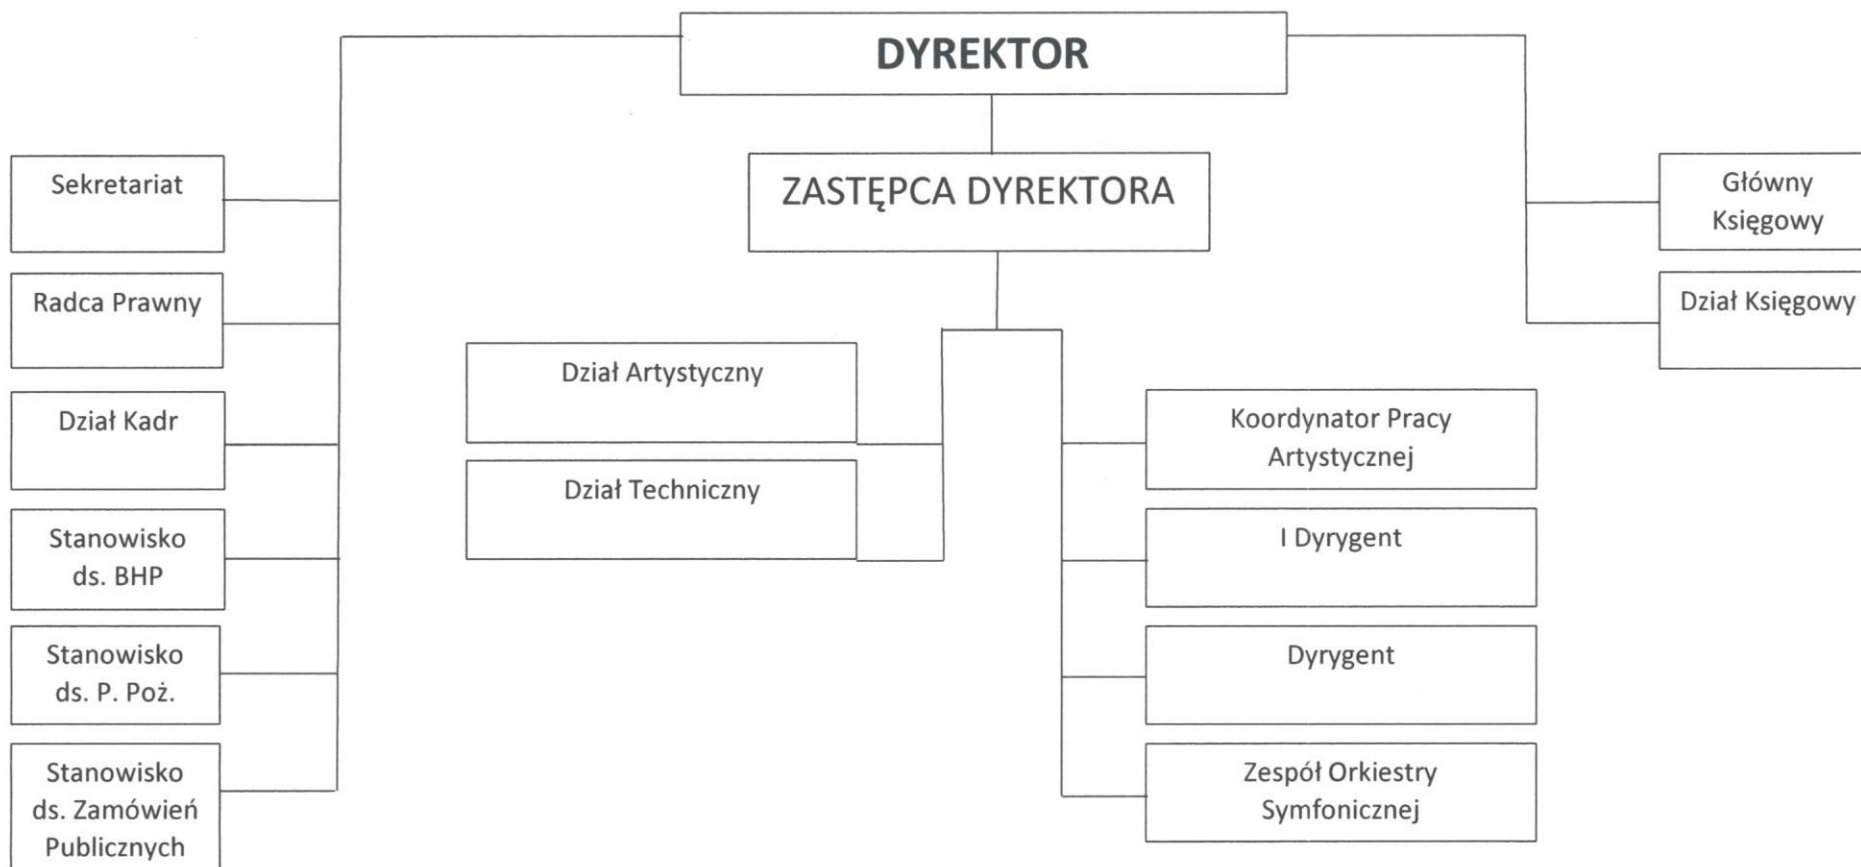 DYREKTOR
ZASTĘPCA DYREKTORA
Sekretariat
Radca Prawny
Dział Kadr
Stanowisko
ds. BHP
Stanowisko
ds. P. Poż.
Stanowisko
ds. Zamówień
Publicznych
Dział Artystyczny
Dział Techniczny
Koordynator Pracy
Artystycznej
I Dyrygent
Dyrygent
Zespół Orkiestry
Symfonicznej
Główny
Księgowy
Dział Księgowy